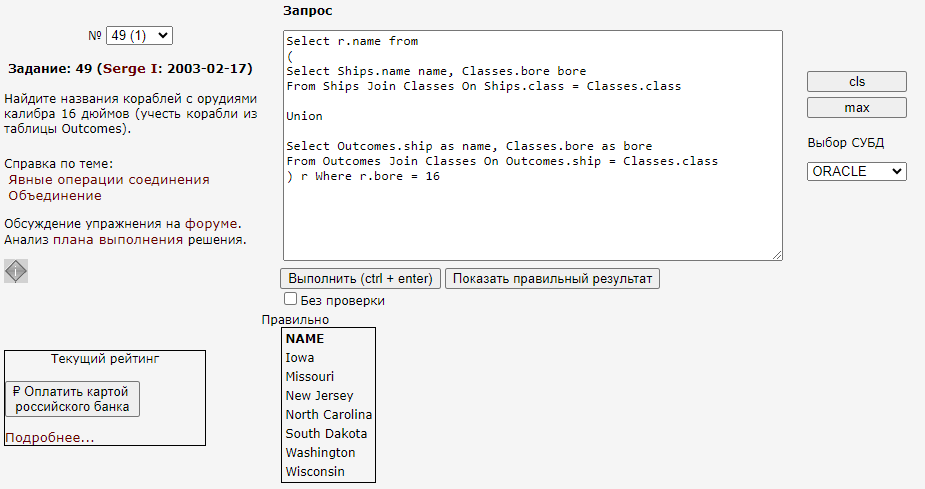 № 49 (1)
Задание: 49 (Serge I: 2003-02-17)
Найдите названия кораблей с орудиями
калибра 16 дюймов (учесть корабли из
таблицы Outcomes).
Справка по теме:
Явные операции соединения
Объединение
Обсуждение упражнения на форуме.
Анализ плана выполнения решения.
Текущий рейтинг
₽ Оплатить картой
российского банка
Подробнее...
Запрос
Select r.name from
(
Select Ships.name name, Classes.bore bore
From Ships Join Classes On Ships.class = Classes.class
Union
Select Outcomes.ship as name, Classes.bore as bore
From Outcomes Join Classes On Outcomes.ship = Classes.class
) r Where r.bore = 16
Выполнить (ctrl + enter) Показать правильный результат
Без проверки
Правильно
NAME
Iowa
Missouri
New Jersey
North Carolina
South Dakota
Washington
Wisconsin
cls
max
Выбор СУБД
ORACLE